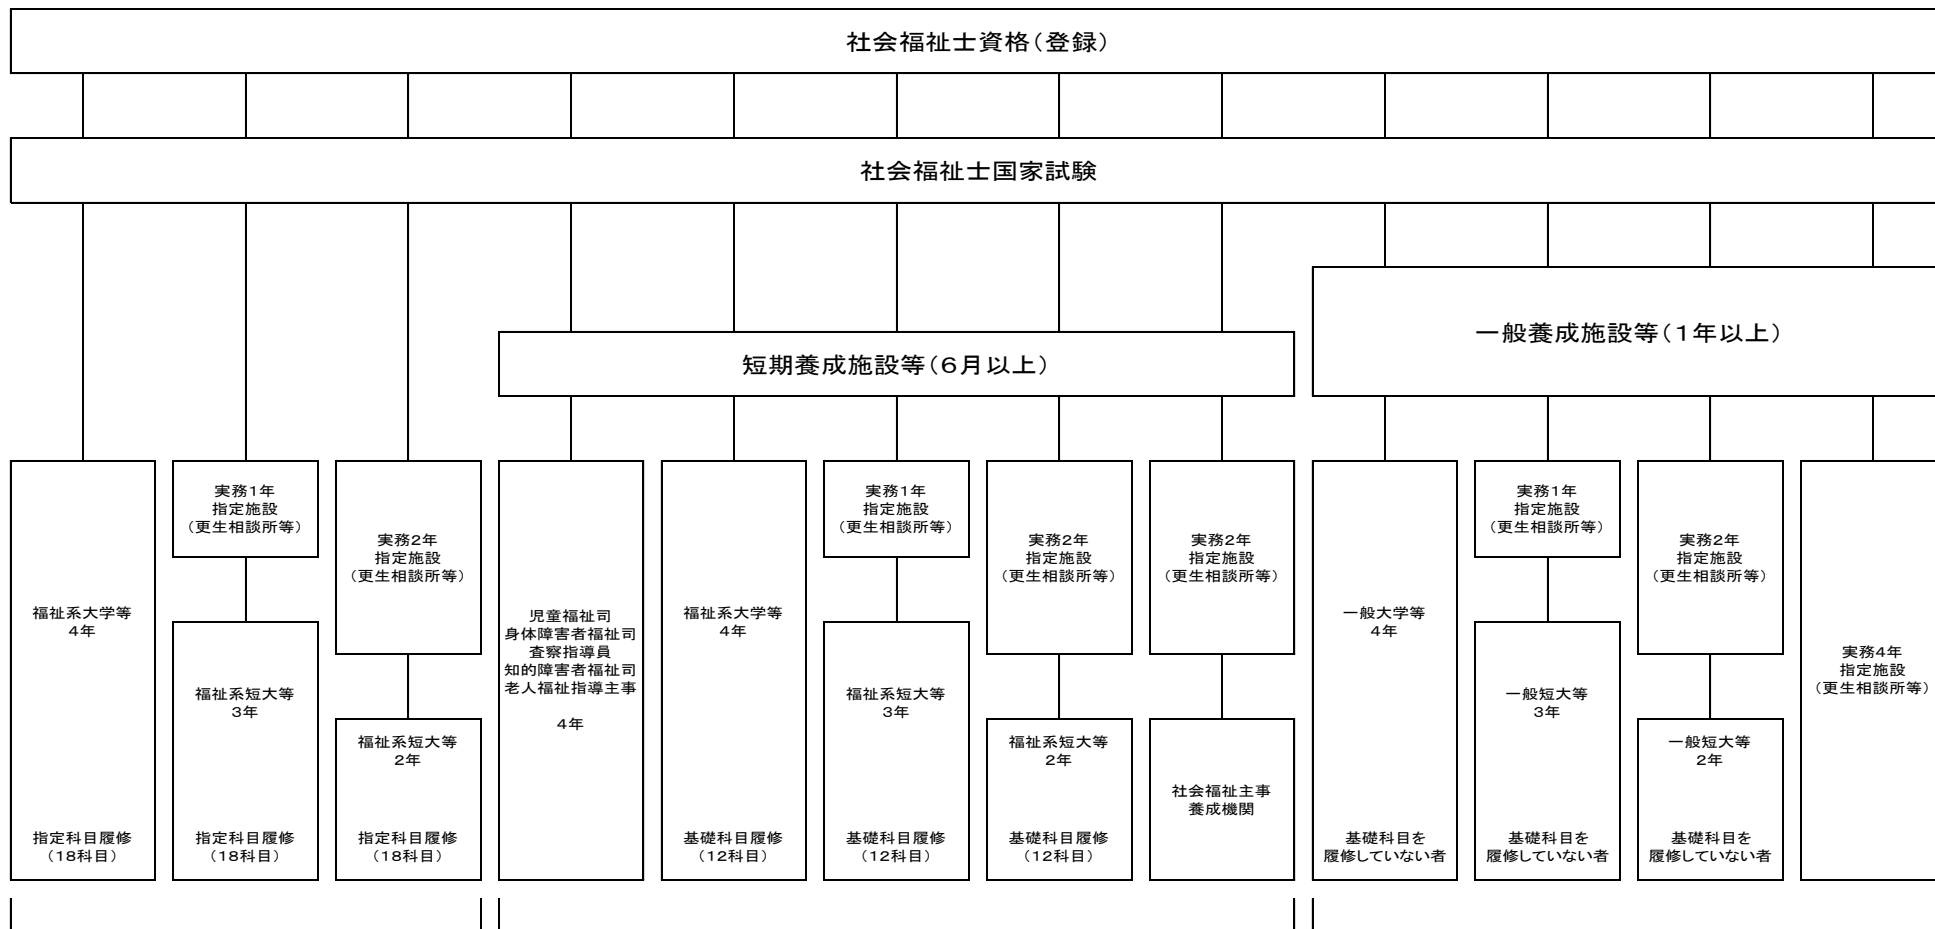 社会福祉士資格(登録)
社会福祉士国家試験
一般養成施設等(1年以上)
短期養成施設等(6月以上)
福祉系大学等
4年
指定科目履修
(18科目)
実務1年
指定施設
(更生相談所等)
福祉系短大等
3年
指定科目履修
(18科目)
実務2年
指定施設
(更生相談所等)
福祉系短大等
2年
指定科目履修
(18科目)
児童福祉司
身体障害者福祉司
査察指導員
知的障害者福祉司
老人福祉指導主事
4年
福祉系大学等
4年
基礎科目履修
(12科目)
実務1年
指定施設
(更生相談所等)
福祉系短大等
3年
基礎科目履修
(12科目)
実務2年
指定施設
(更生相談所等)
福祉系短大等
2年
基礎科目履修
(12科目)
実務2年
指定施設
(更生相談所等)
社会福祉主事
養成機関
一般大学等
4年
基礎科目を
履修していない者
実務1年
指定施設
(更生相談所等)
一般短大等
3年
基礎科目を
履修していない者
実務2年
指定施設
(更生相談所等)
一般短大等
2年
基礎科目を
履修していない者
実務4年
指定施設
(更生相談所等)